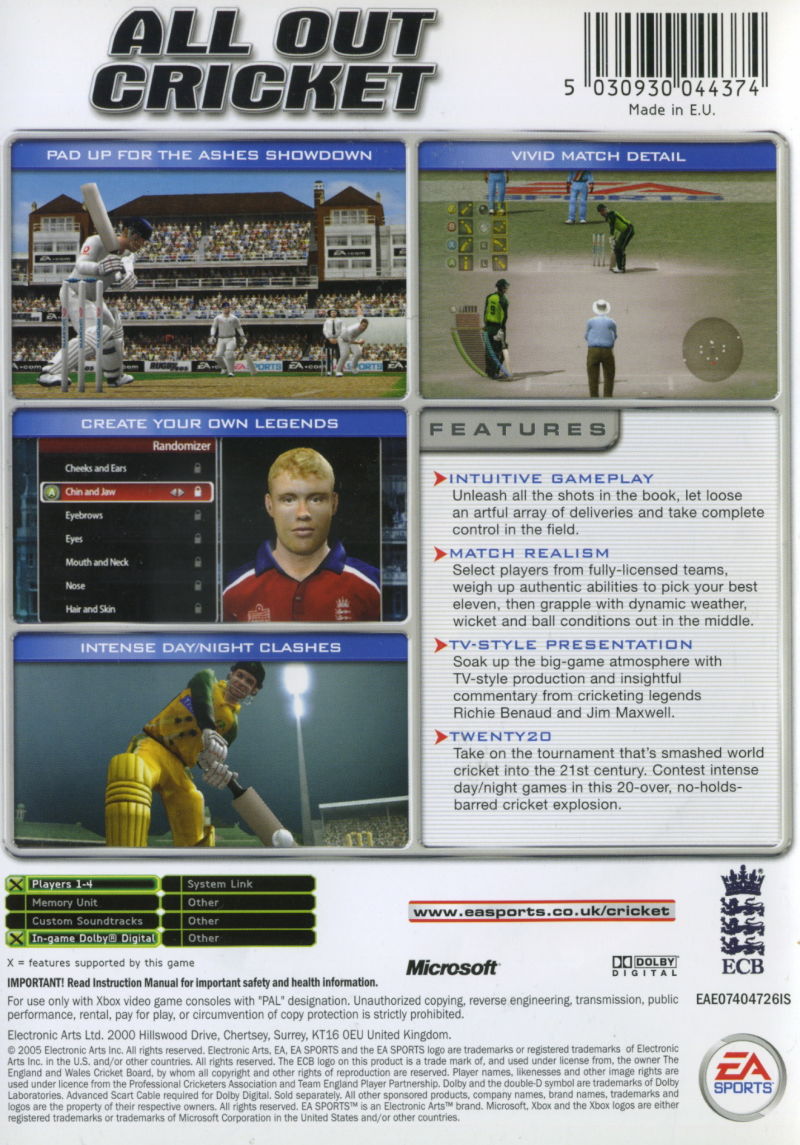 ALL OUT
CRICKET
5 030930 044374
Made in E.U.
PAD UP FOR THE ASHES SHOWDOWN
VIVID MATCH DETAIL
CREATE YOUR OWN LEGENDS
Randomizer
Cheeks and Ears
A Chin and Jaw
Eyebrows
Eyes
Mouth and Neck
Nose
Hair and Skin
INTENSE DAY/NIGHT CLASHES
FEATURES
INTUITIVE GAMEPLAY
Unleash all the shots in the book, let loose
an artful array of deliveries and take complete
control in the field.
MATCH REALISM
Select players from fully-licensed teams,
weigh up authentic abilities to pick your best
eleven, then grapple with dynamic weather,
wicket and ball conditions out in the middle.
TV-STYLE PRESENTATION
Soak up the big-game atmosphere with
TV-style production and insightful
commentary from cricketing legends
Richie Benaud and Jim Maxwell.
TWENTY20
Take on the tournament that's smashed world
cricket into the 21st century. Contest intense
day/night games in this 20-over, no-holds-
barred cricket explosion.
X Players 1-4 System Link
Memory Unit Other
Custom Soundtracks Other
X In-game Dolby® Digital Other
X = features supported by this game
www.easports.co.uk/cricket
Microsoft
DOLBY
DIGITAL
ECB
IMPORTANT! Read Instruction Manual for important safety and health information.
For use only with Xbox video game consoles with "PAL" designation. Unauthorized copying, reverse engineering, transmission, public
performance, rental, pay for play, or circumvention of copy protection is strictly prohibited.
EAE07404726IS
Electronic Arts Ltd. 2000 Hillswood Drive, Chertsey, Surrey, KT16 0EU United Kingdom.
© 2005 Electronic Arts Inc. All rights reserved. Electronic Arts, EA, EA SPORTS and the EA SPORTS logo are trademarks or registered trademarks of Electronic
Arts Inc. in the U.S. and/or other countries. All rights reserved. The ECB logo on this product is a trade mark of, and used under license from, the owner The
England and Wales Cricket Board, by whom all copyright and other rights of reproduction are reserved. Player names, likenesses and other image rights are
used under licence from the Professional Cricketers Association and Team England Player Partnership. Dolby and the double-D symbol are trademarks of Dolby
Laboratories. Advanced Scart Cable required for Dolby Digital. Sold separately. All other sponsored products, company names, brand names, trademarks and
logos are the property of their respective owners. All rights reserved. EA SPORTS™ is an Electronic Arts™ brand. Microsoft, Xbox and the Xbox logos are either
registered trademarks or trademarks of Microsoft Corporation in the United States and/or other countries.
EA
SPORTS